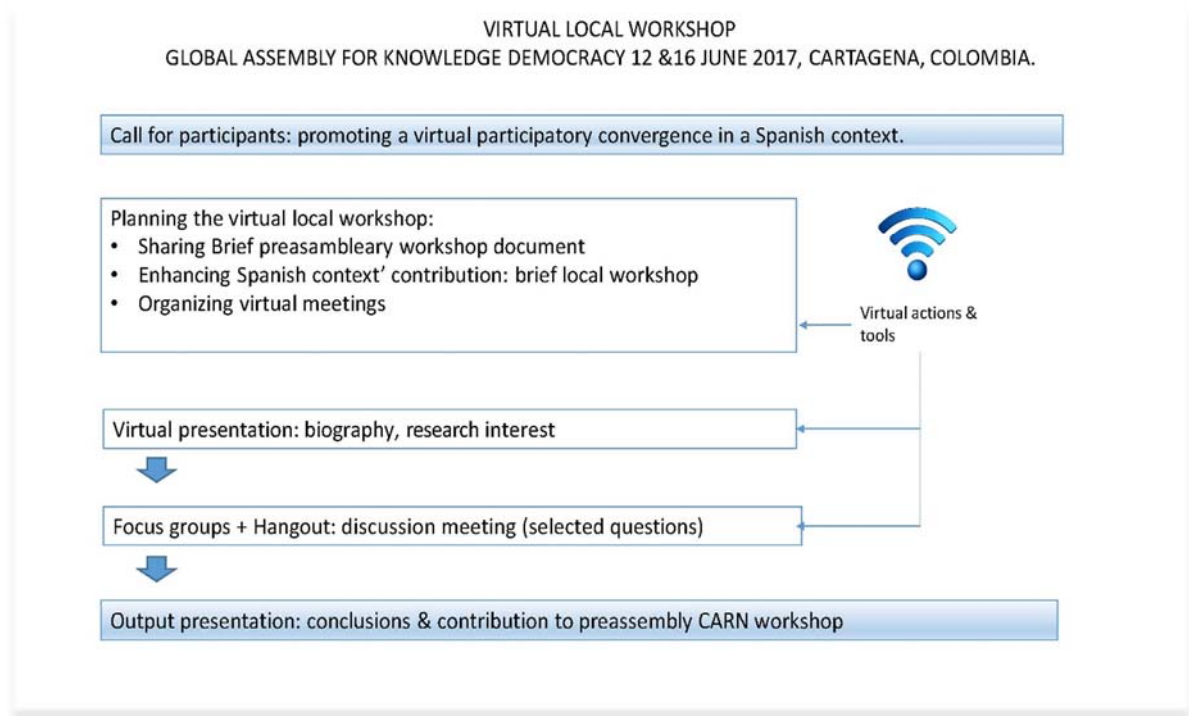 VIRTUAL LOCAL WORKSHOP
GLOBAL ASSEMBLY FOR KNOWLEDGE DEMOCRACY 12 &16 JUNE 2017, CARTAGENA, COLOMBIA.
Call for participants: promoting a virtual participatory convergence in a Spanish context.
Planning the virtual local workshop:
• Sharing Brief preasambleary workshop document
• Enhancing Spanish context’ contribution: brief local workshop
• Organizing virtual meetings
Virtual actions &
tools
Virtual presentation: biography, research interest
Focus groups + Hangout: discussion meeting (selected questions)
Output presentation: conclusions & contribution to preassembly CARN workshop